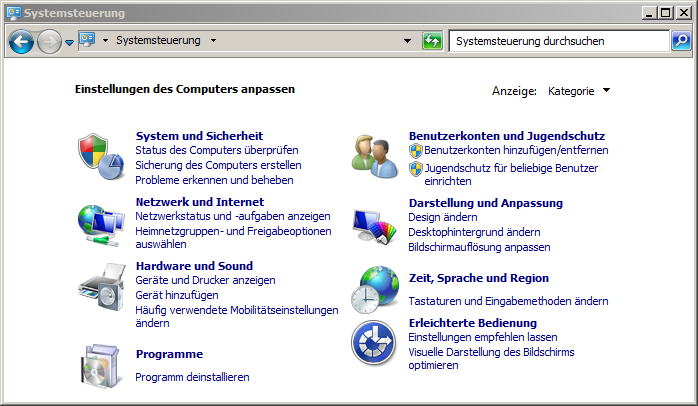 Systemsteuerung
Systemsteuerung
Systemsteuerung durchsuchen
Einstellungen des Computers anpassen
Anzeige: Kategorie
System und Sicherheit
Status des Computers überprüfen
Sicherung des Computers erstellen
Probleme erkennen und beheben
Netzwerk und Internet
Netzwerkstatus und -aufgaben anzeigen
Heimnetzgruppen- und Freigabeoptionen
auswählen
Hardware und Sound
Geräte und Drucker anzeigen
Gerät hinzufügen
Häufig verwendete Mobilitätseinstellungen
ändern
Programme
Programm deinstallieren
Benutzerkonten und Jugendschutz
Benutzerkonten hinzufügen/entfernen
Jugendschutz für beliebige Benutzer
einrichten
Darstellung und Anpassung
Design ändern
Desktophintergrund ändern
Bildschirmauflösung anpassen
Zeit, Sprache und Region
Tastaturen und Eingabemethoden ändern
Erleichterte Bedienung
Einstellungen empfehlen lassen
Visuelle Darstellung des Bildschirms
optimieren